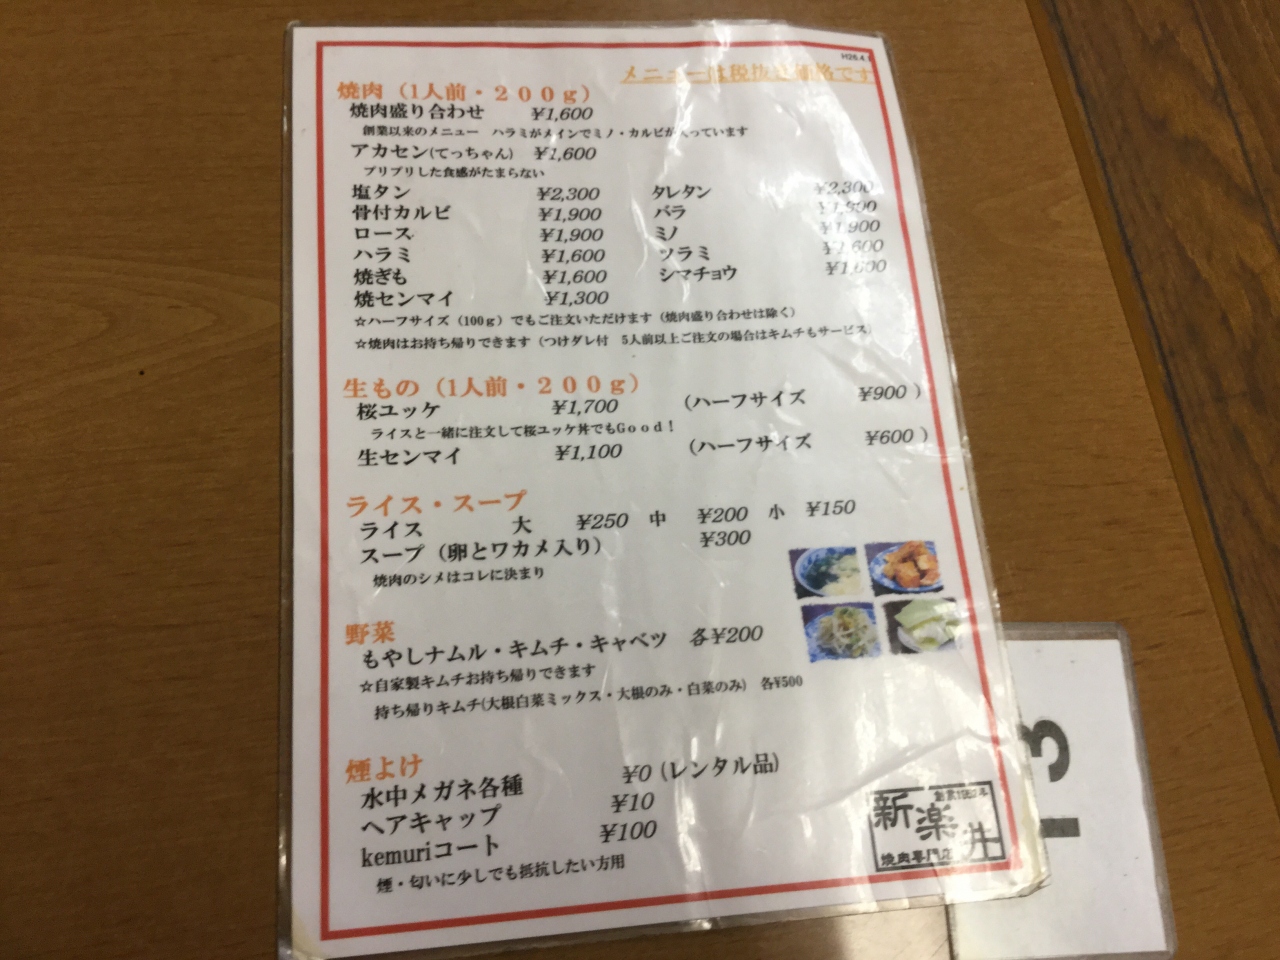 H26.4.1
メニューは税抜き価格です
焼肉（1人前・２００ｇ）
焼肉盛り合わせ ¥1,600
創業以来のメニュー ハラミがメインでミノ・カルビが入っています
アカセン(てっちゃん) ¥1,600
プリプリした食感がたまらない
塩タン ¥2,300 タレタン ¥2,300
骨付カルビ ¥1,900 バラ ¥1,900
ロース ¥1,900 ミノ ¥1,900
ハラミ ¥1,600 ツラミ ¥1,600
焼ぎも ¥1,600 シマチョウ ¥1,600
焼センマイ ¥1,300
☆ハーフサイズ（100ｇ）でもご注文いただけます（焼肉盛り合わせは除く）
☆焼肉はお持ち帰りできます（つけダレ付 5人前以上ご注文の場合はキムチもサービス）
生もの（1人前・２００ｇ）
桜ユッケ ¥1,700 （ハーフサイズ ¥900 ）
ライスと一緒に注文して桜ユッケ丼でもＧｏｏｄ！
生センマイ ¥1,100 （ハーフサイズ ¥600 ）
ライス・スープ
ライス 大 ¥250 中 ¥200 小 ¥150
スープ（卵とワカメ入り） ¥300
焼肉のシメはコレに決まり
野菜
もやしナムル・キムチ・キャベツ 各¥200
☆自家製キムチお持ち帰りできます
持ち帰りキムチ(大根白菜ミックス・大根のみ・白菜のみ) 各¥500
煙よけ
水中メガネ各種 ¥0（レンタル品）
ヘアキャップ ¥10
kemuriコート ¥100
煙・匂いに少しでも抵抗したい方用
新楽井
焼肉専門店
13